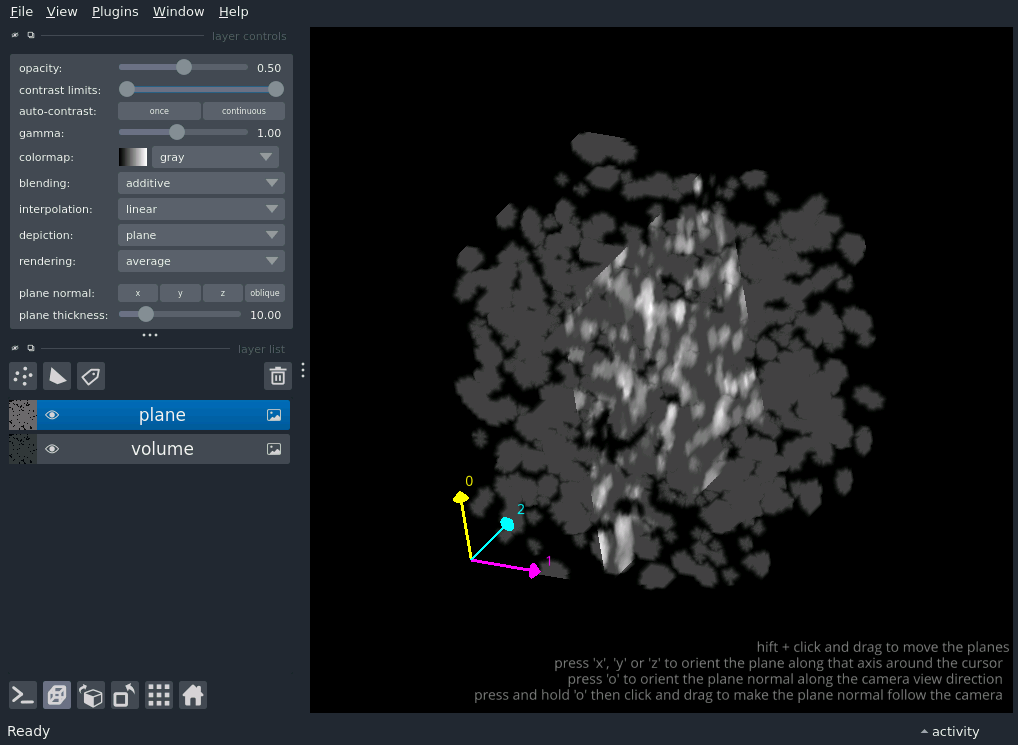 File View Plugins Window Help
layer controls
opacity: 0.50
contrast limits:
auto-contrast: once continuous
gamma: 1.00
colormap: gray
blending: additive
interpolation: linear
depiction: plane
rendering: average
plane normal: x y z oblique
plane thickness: 10.00
layer list
plane
volume
0
2
1
hift + click and drag to move the planes
press 'x', 'y' or 'z' to orient the plane along that axis around the cursor
press 'o' to orient the plane normal along the camera view direction
press and hold 'o' then click and drag to make the plane normal follow the camera
Ready activity